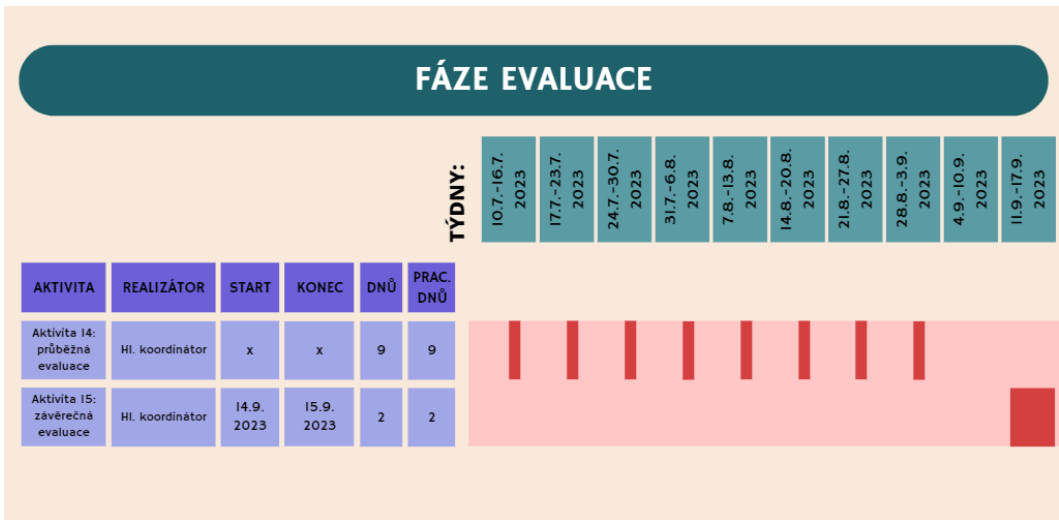 FÁZE EVALUACE
TÝDNY:
10.7.-16.7.
2023
17.7.-23.7.
2023
24.7.-30.7.
2023
31.7.-6.8.
2023
7.8.-13.8.
2023
14.8.-20.8.
2023
21.8.-27.8.
2023
28.8.-3.9.
2023
4.9.-10.9.
2023
11.9.-17.9.
2023
AKTIVITA
REALIZÁTOR
START
KONEC
DNŮ
PRAC.
DNŮ
Aktivita 14:
průběžná
evaluace
Hl. koordinátor
x
x
9
9
Aktivita 15:
závěrečná
evaluace
Hl. koordinátor
14.9.
2023
15.9.
2023
2
2